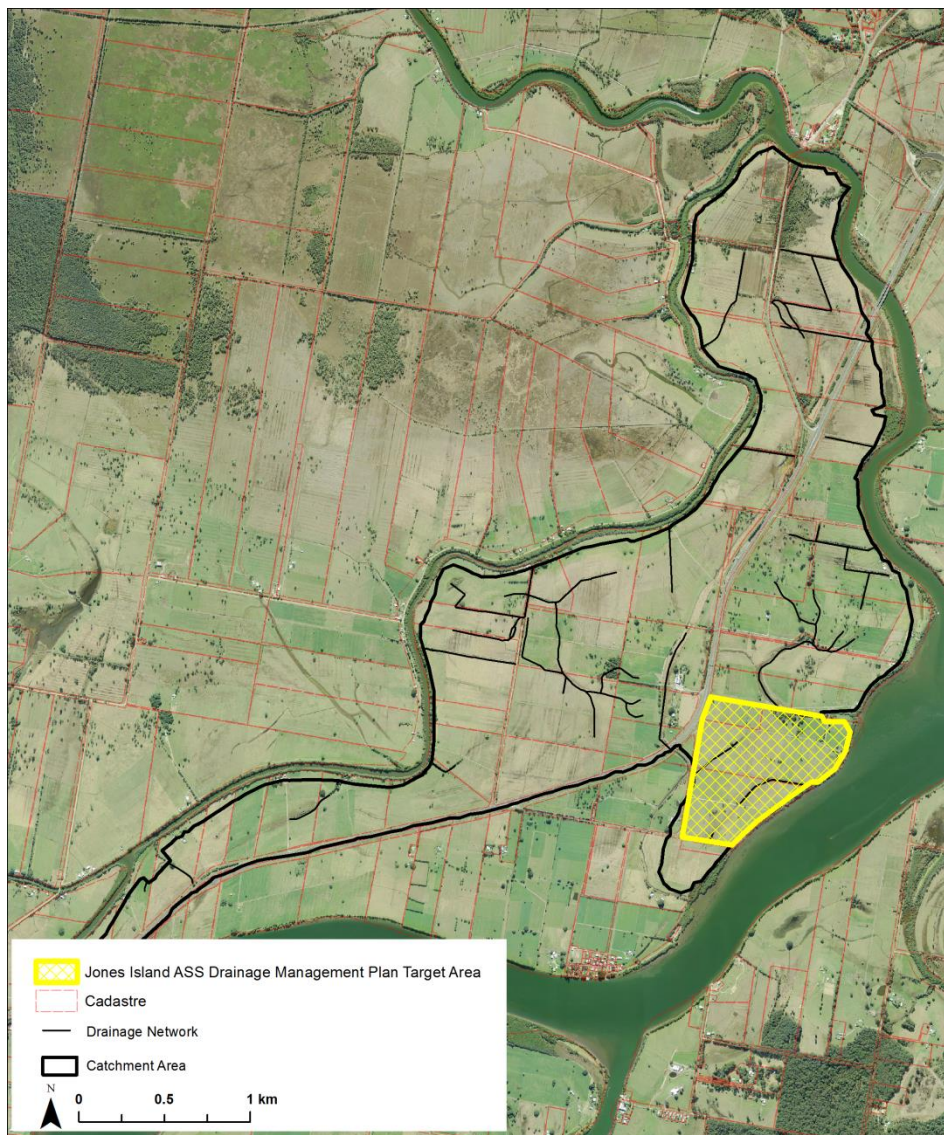 Jones Island ASS Drainage Management Plan Target Area
Cadastre
Drainage Network
Catchment Area
N
0 0.5 1 km